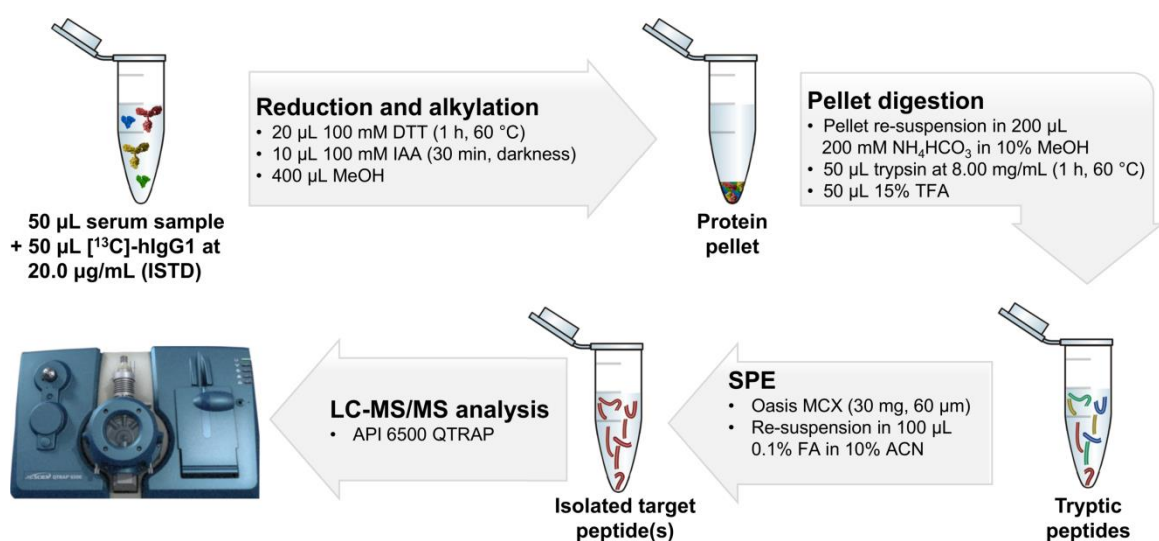 Reduction and alkylation
• 20 µL 100 mM DTT (1 h, 60 °C)
• 10 µL 100 mM IAA (30 min, darkness)
• 400 µL MeOH
Pellet digestion
• Pellet re-suspension in 200 µL
200 mM NH₄HCO₃ in 10% MeOH
• 50 µL trypsin at 8.00 mg/mL (1 h, 60 °C)
• 50 µL 15% TFA
50 µL serum sample
+ 50 µL [¹³C]-hIgG1 at
20.0 µg/mL (ISTD)
Protein
pellet
LC-MS/MS analysis
• API 6500 QTRAP
SPE
• Oasis MCX (30 mg, 60 µm)
• Re-suspension in 100 µL
0.1% FA in 10% ACN
Isolated target
peptide(s)
Tryptic
peptides